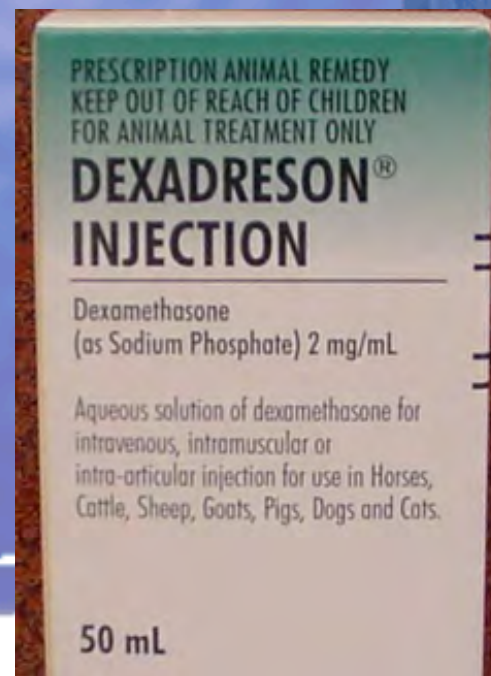 PRESCRIPTION ANIMAL REMEDY
KEEP OUT OF REACH OF CHILDREN
FOR ANIMAL TREATMENT ONLY
DEXADRESON®
INJECTION
Dexamethasone
(as Sodium Phosphate) 2 mg/mL
Aqueous solution of dexamethasone for
intravenous, intramuscular or
intra-articular injection for use in Horses,
Cattle, Sheep, Goats, Pigs, Dogs and Cats.
50 mL